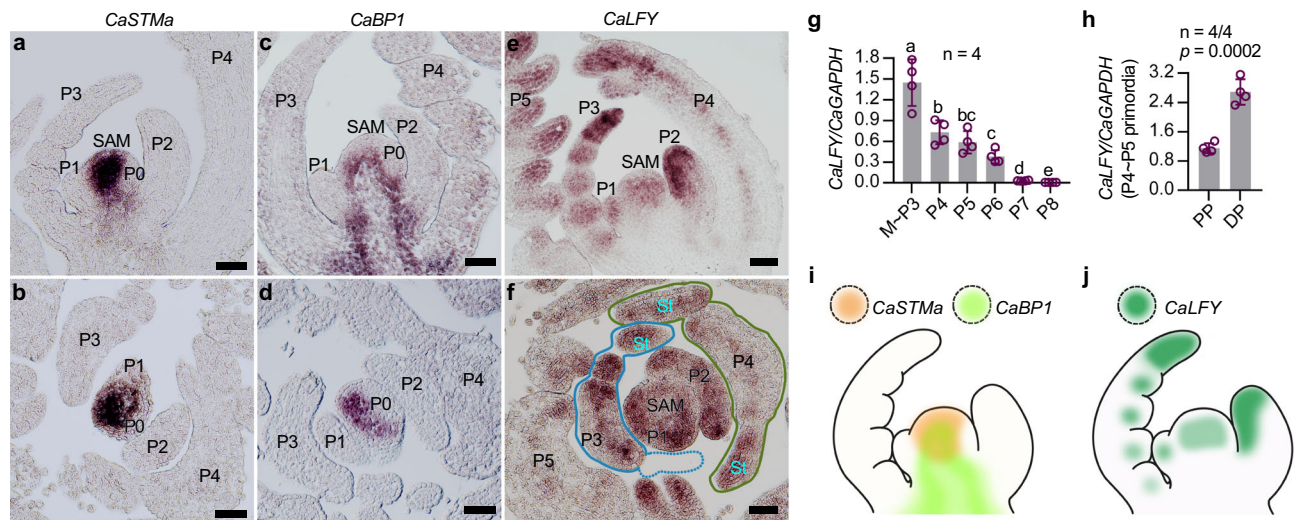 CaSTMa
CaBP1
CaLFY
a
P4
P3
SAM
P2
P1
P0
c
P4
P3
SAM
P2
P0
P1
e
P5
P3
P4
P2
SAM
P1
b
P3
P1
P0
P2
P4
d
P2
P0
P4
P1
P3
f
St
St
P4
P2
SAM
P3
P1
P5
St
g
CaLFY/CaGAPDH
n = 4
1.8
1.5
1.2
0.9
0.6
0.3
0.0
a
b
bc
c
d
e
M~P3
P4
P5
P6
P7
P8
h
n = 4/4
p = 0.0002
CaLFY/CaGAPDH
(P4~P5 primordia)
3.2
2.4
1.6
0.8
0.0
PP
DP
i
CaSTMa
CaBP1
j
CaLFY